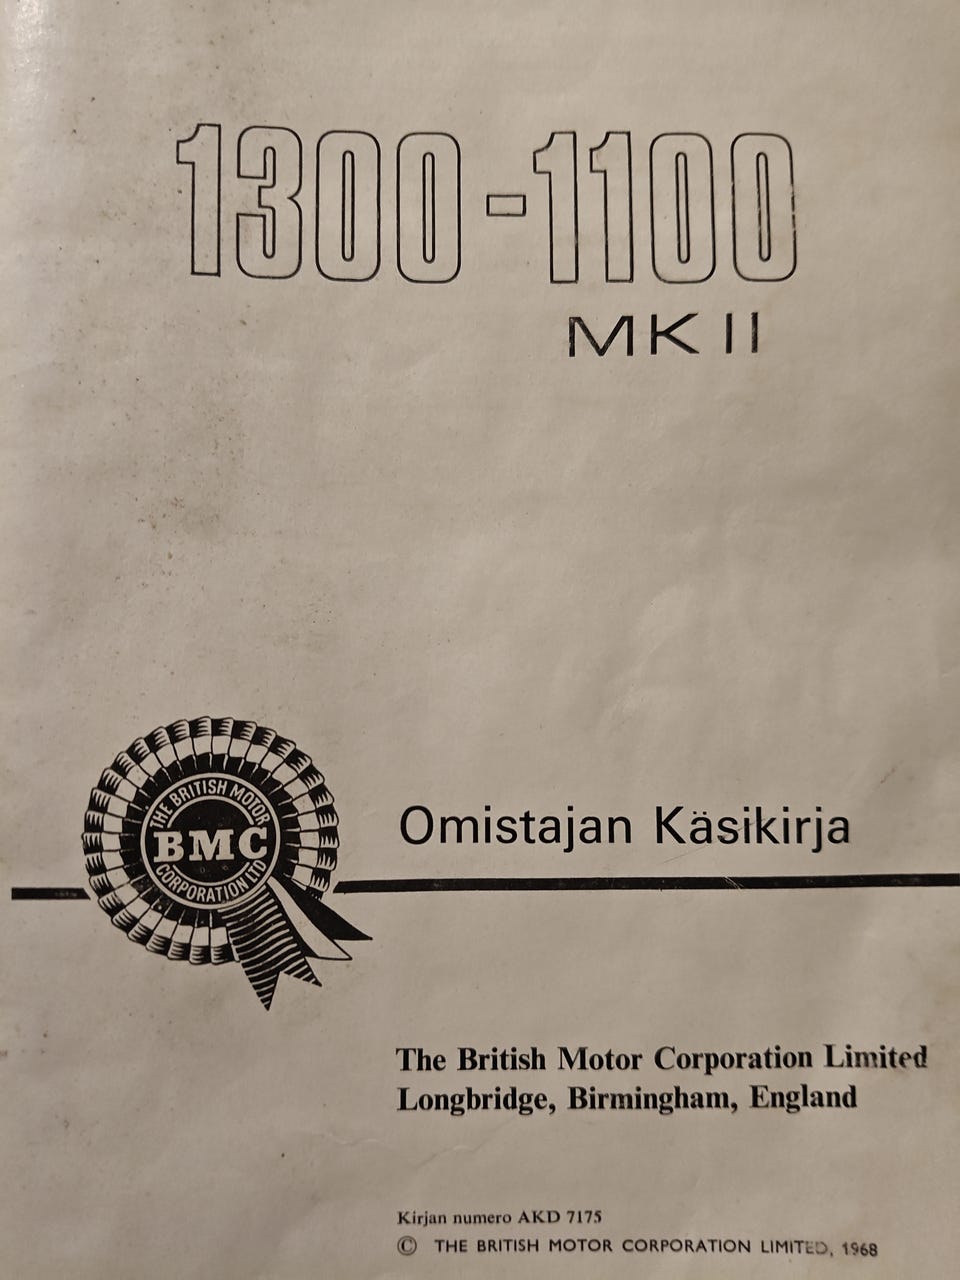 1300-1100
MK II
THE BRITISH MOTOR
BMC
CORPORATION LTD
Omistajan Käsikirja
The British Motor Corporation Limited
Longbridge, Birmingham, England
Kirjan numero AKD 7175
© THE BRITISH MOTOR CORPORATION LIMITED, 1968